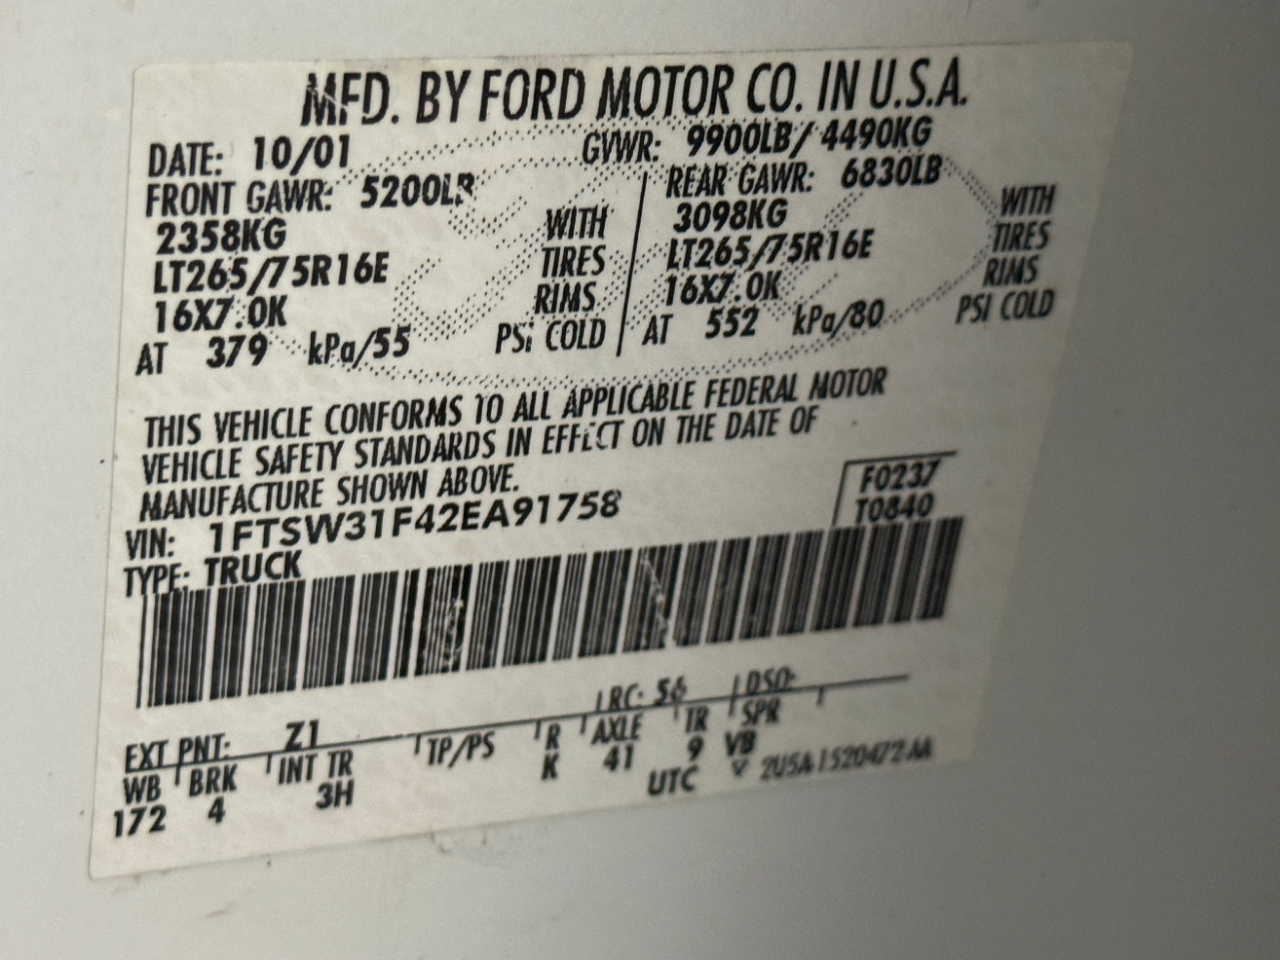 MFD. BY FORD MOTOR CO. IN U.S.A.
DATE: 10/01 GVWR: 9900LB/ 4490KG
FRONT GAWR: 5200LB REAR GAWR: 6830LB
2358KG WITH 3098KG WITH
LT265/75R16E TIRES LT265/75R16E TIRES
16X7.0K RIMS 16X7.0K RIMS
AT 379 kPa/55 PSi COLD AT 552 kPa/80 PSI COLD
THIS VEHICLE CONFORMS TO ALL APPLICABLE FEDERAL MOTOR
VEHICLE SAFETY STANDARDS IN EFFECT ON THE DATE OF
MANUFACTURE SHOWN ABOVE.
F0237
VIN: 1FTSW31F42EA91758 T0840
TYPE: TRUCK
EXT PNT: Z1 RC: 56 DSO:
WB BRK INT TR TP/PS R AXLE TR SPR
172 4 3H K 41 9 VB
UTC V 2U5A 1520472 AA